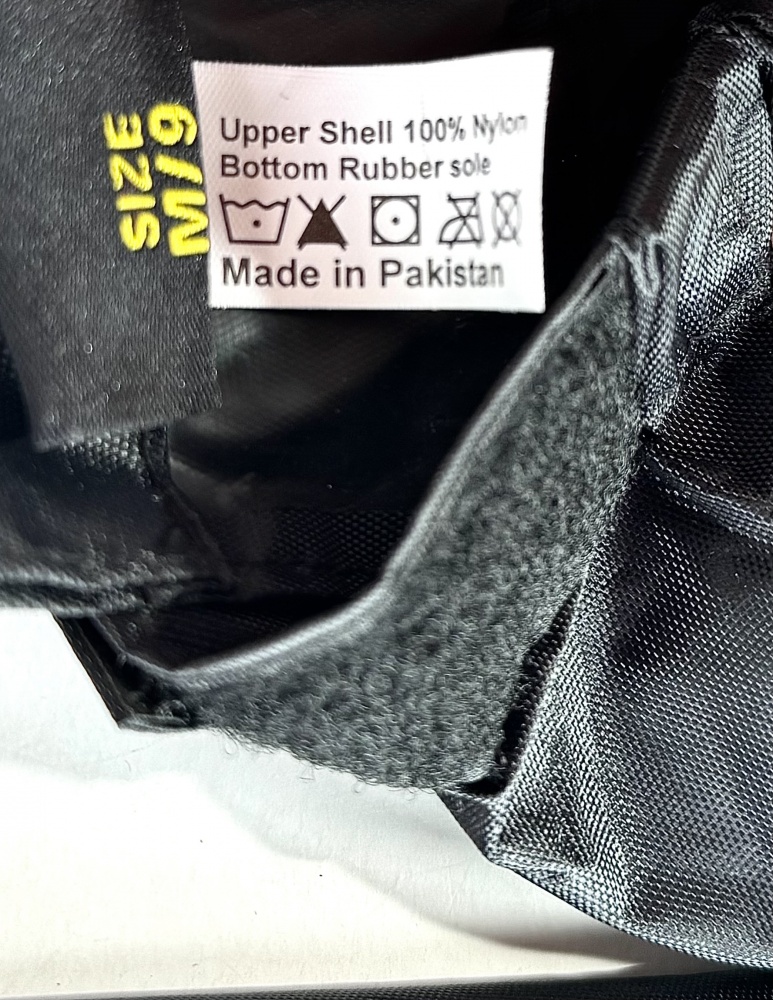 SIZE
M/9
Upper Shell 100% Nylon
Bottom Rubber sole
Made in Pakistan